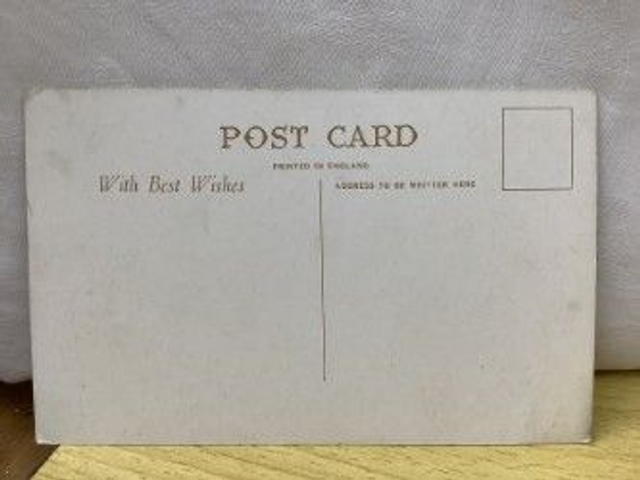 POST CARD
PRINTED IN ENGLAND
With Best Wishes
ADDRESS TO BE WRITTEN HERE